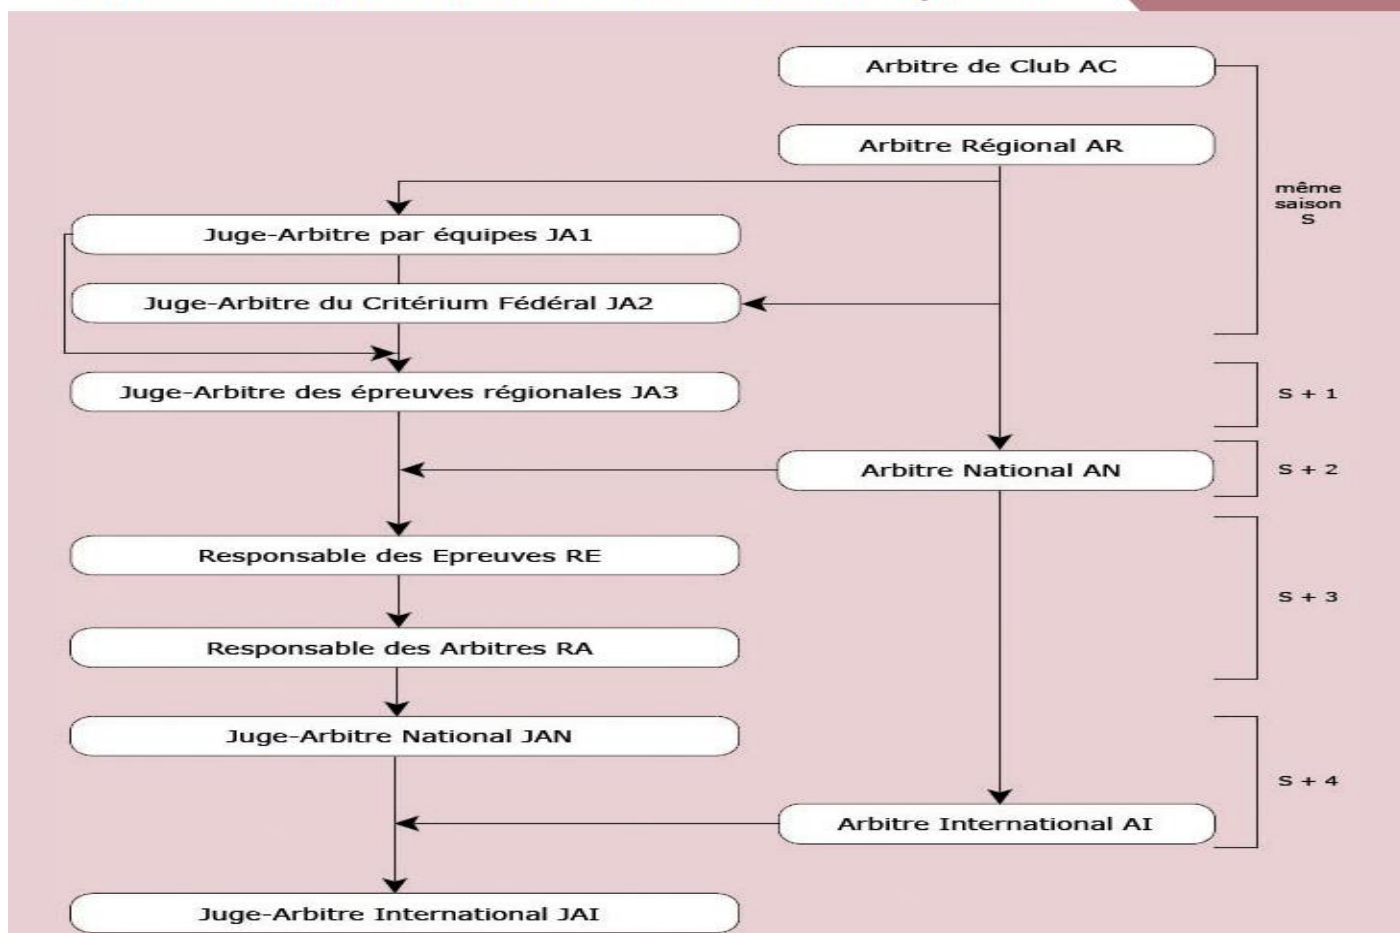 Arbitre de Club AC
Arbitre Régional AR
même
saison
S
Juge-Arbitre par équipes JA1
Juge-Arbitre du Critérium Fédéral JA2
Juge-Arbitre des épreuves régionales JA3
S + 1
Arbitre National AN
S + 2
Responsable des Epreuves RE
S + 3
Responsable des Arbitres RA
Juge-Arbitre National JAN
S + 4
Arbitre International AI
Juge-Arbitre International JAI